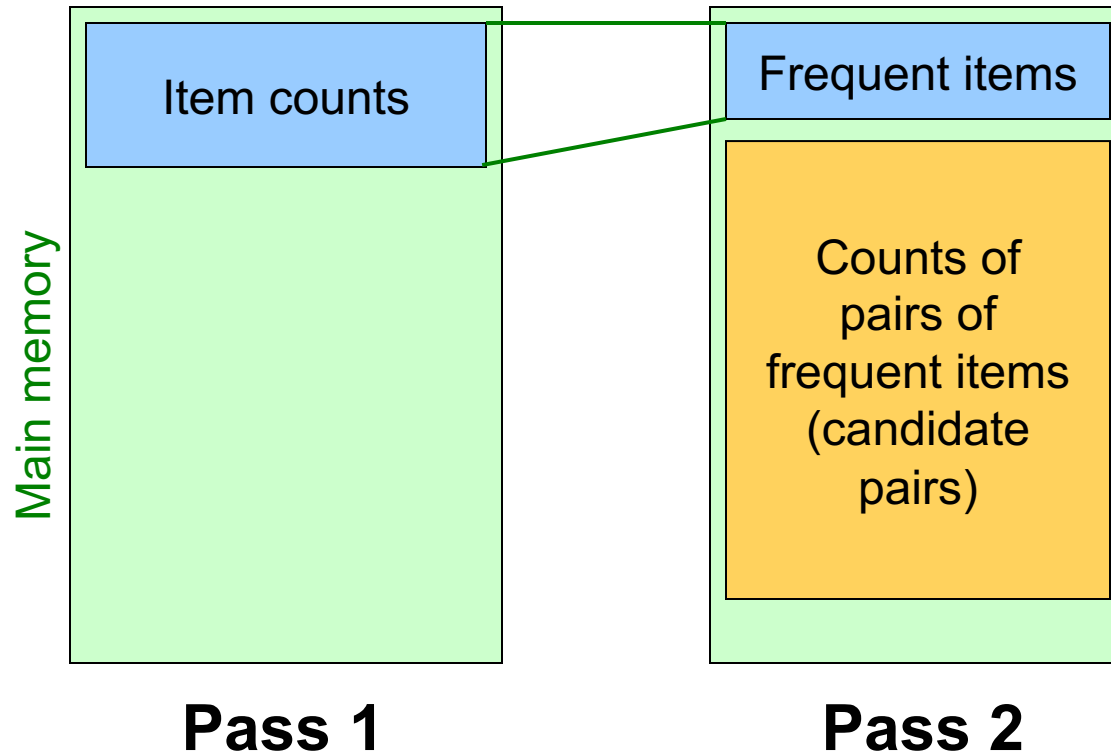 Main memory
Item counts
Frequent items
Counts of
pairs of
frequent items
(candidate
pairs)
Pass 1
Pass 2